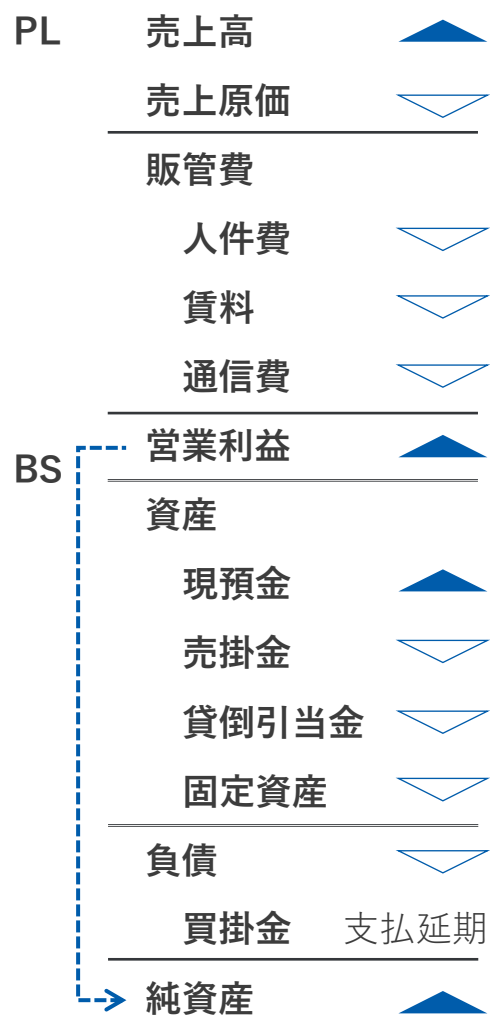 PL 売上高
売上原価
販管費
人件費
賃料
通信費
営業利益
BS
資産
現預金
売掛金
貸倒引当金
固定資産
負債
買掛金 支払延期
純資産